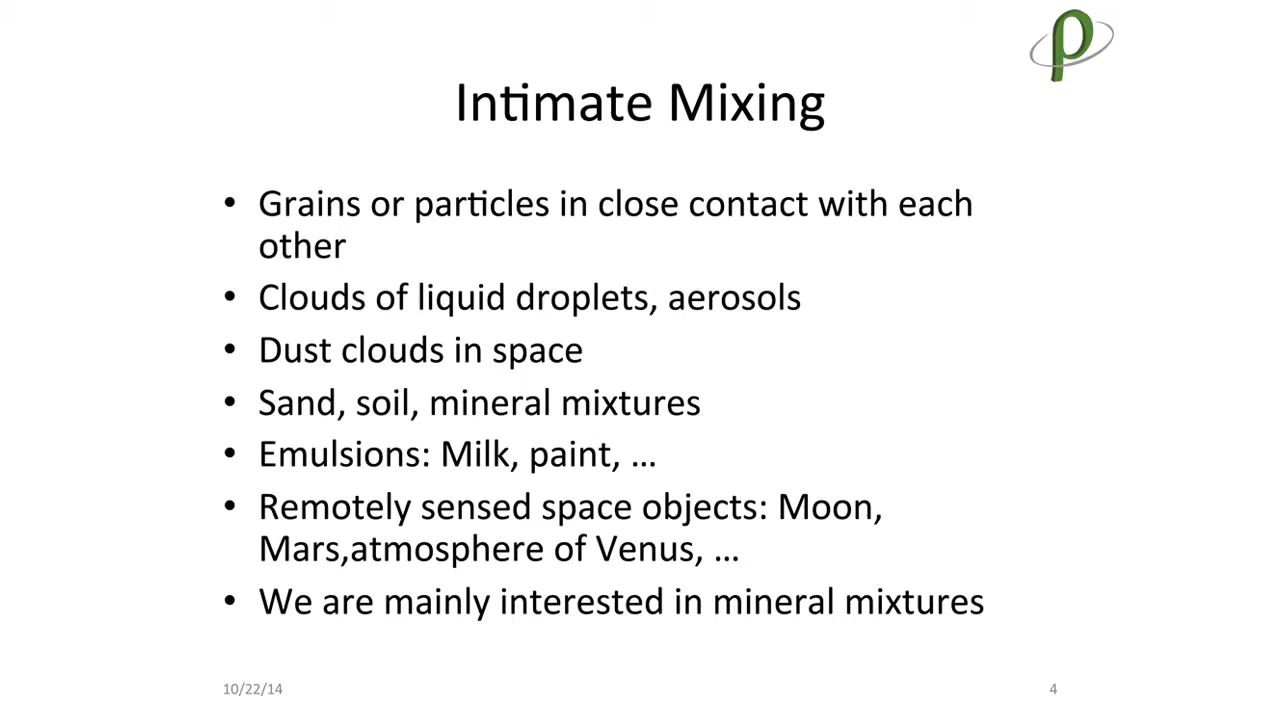 Intimate Mixing
• Grains or particles in close contact with each
other
• Clouds of liquid droplets, aerosols
• Dust clouds in space
• Sand, soil, mineral mixtures
• Emulsions: Milk, paint, …
• Remotely sensed space objects: Moon,
Mars,atmosphere of Venus, …
• We are mainly interested in mineral mixtures
10/22/14
4